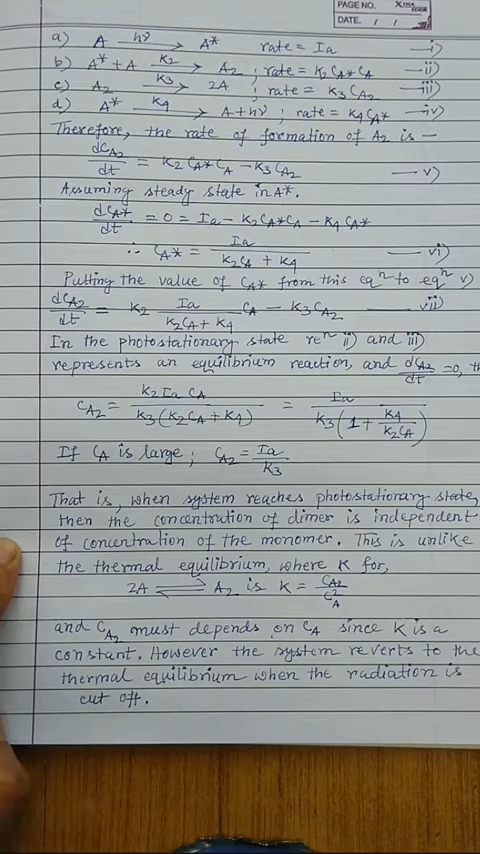 PAGE NO. XTRA
DATE. / /
a) A —hν→ A* rate = Ia —i)
b) A* + A —K2→ A2 ; rate = K2 CA* CA —ii)
c) A2 —K3→ 2A ; rate = K3 CA2 —iii)
d) A* —K4→ A + hν ; rate = K4 CA* —iv)
Therefore, the rate of formation of A2 is —
dCA2/dt = K2 CA* CA – K3 CA2 —v)
Assuming steady state in A*.
dCA*/dt = 0 = Ia – K2 CA* CA – K4 CA*
∴ CA* = Ia / (K2 CA + K4) —vi)
Putting the value of CA* from this eqn to eqn v)
dCA2/dt = K2 Ia / (K2 CA + K4) CA – K3 CA2 —vii)
In the photostationary state rxn ii) and iii)
represents an equilibrium reaction, and dCA2/dt = 0,
CA2 = K2 Ia CA / K3 (K2 CA + K4) = Ia / K3 (1 + K4 / K2 CA)
If CA is large; CA2 = Ia / K3
That is, when system reaches photostationary state,
then the concentration of dimer is independent
of concentration of the monomer. This is unlike
the thermal equilibrium, where K for,
2A ⇌ A2 is K = CA2 / C²A
and CA2 must depends on CA since K is a
constant. However the system reverts to the
thermal equilibrium when the radiation is
cut off.